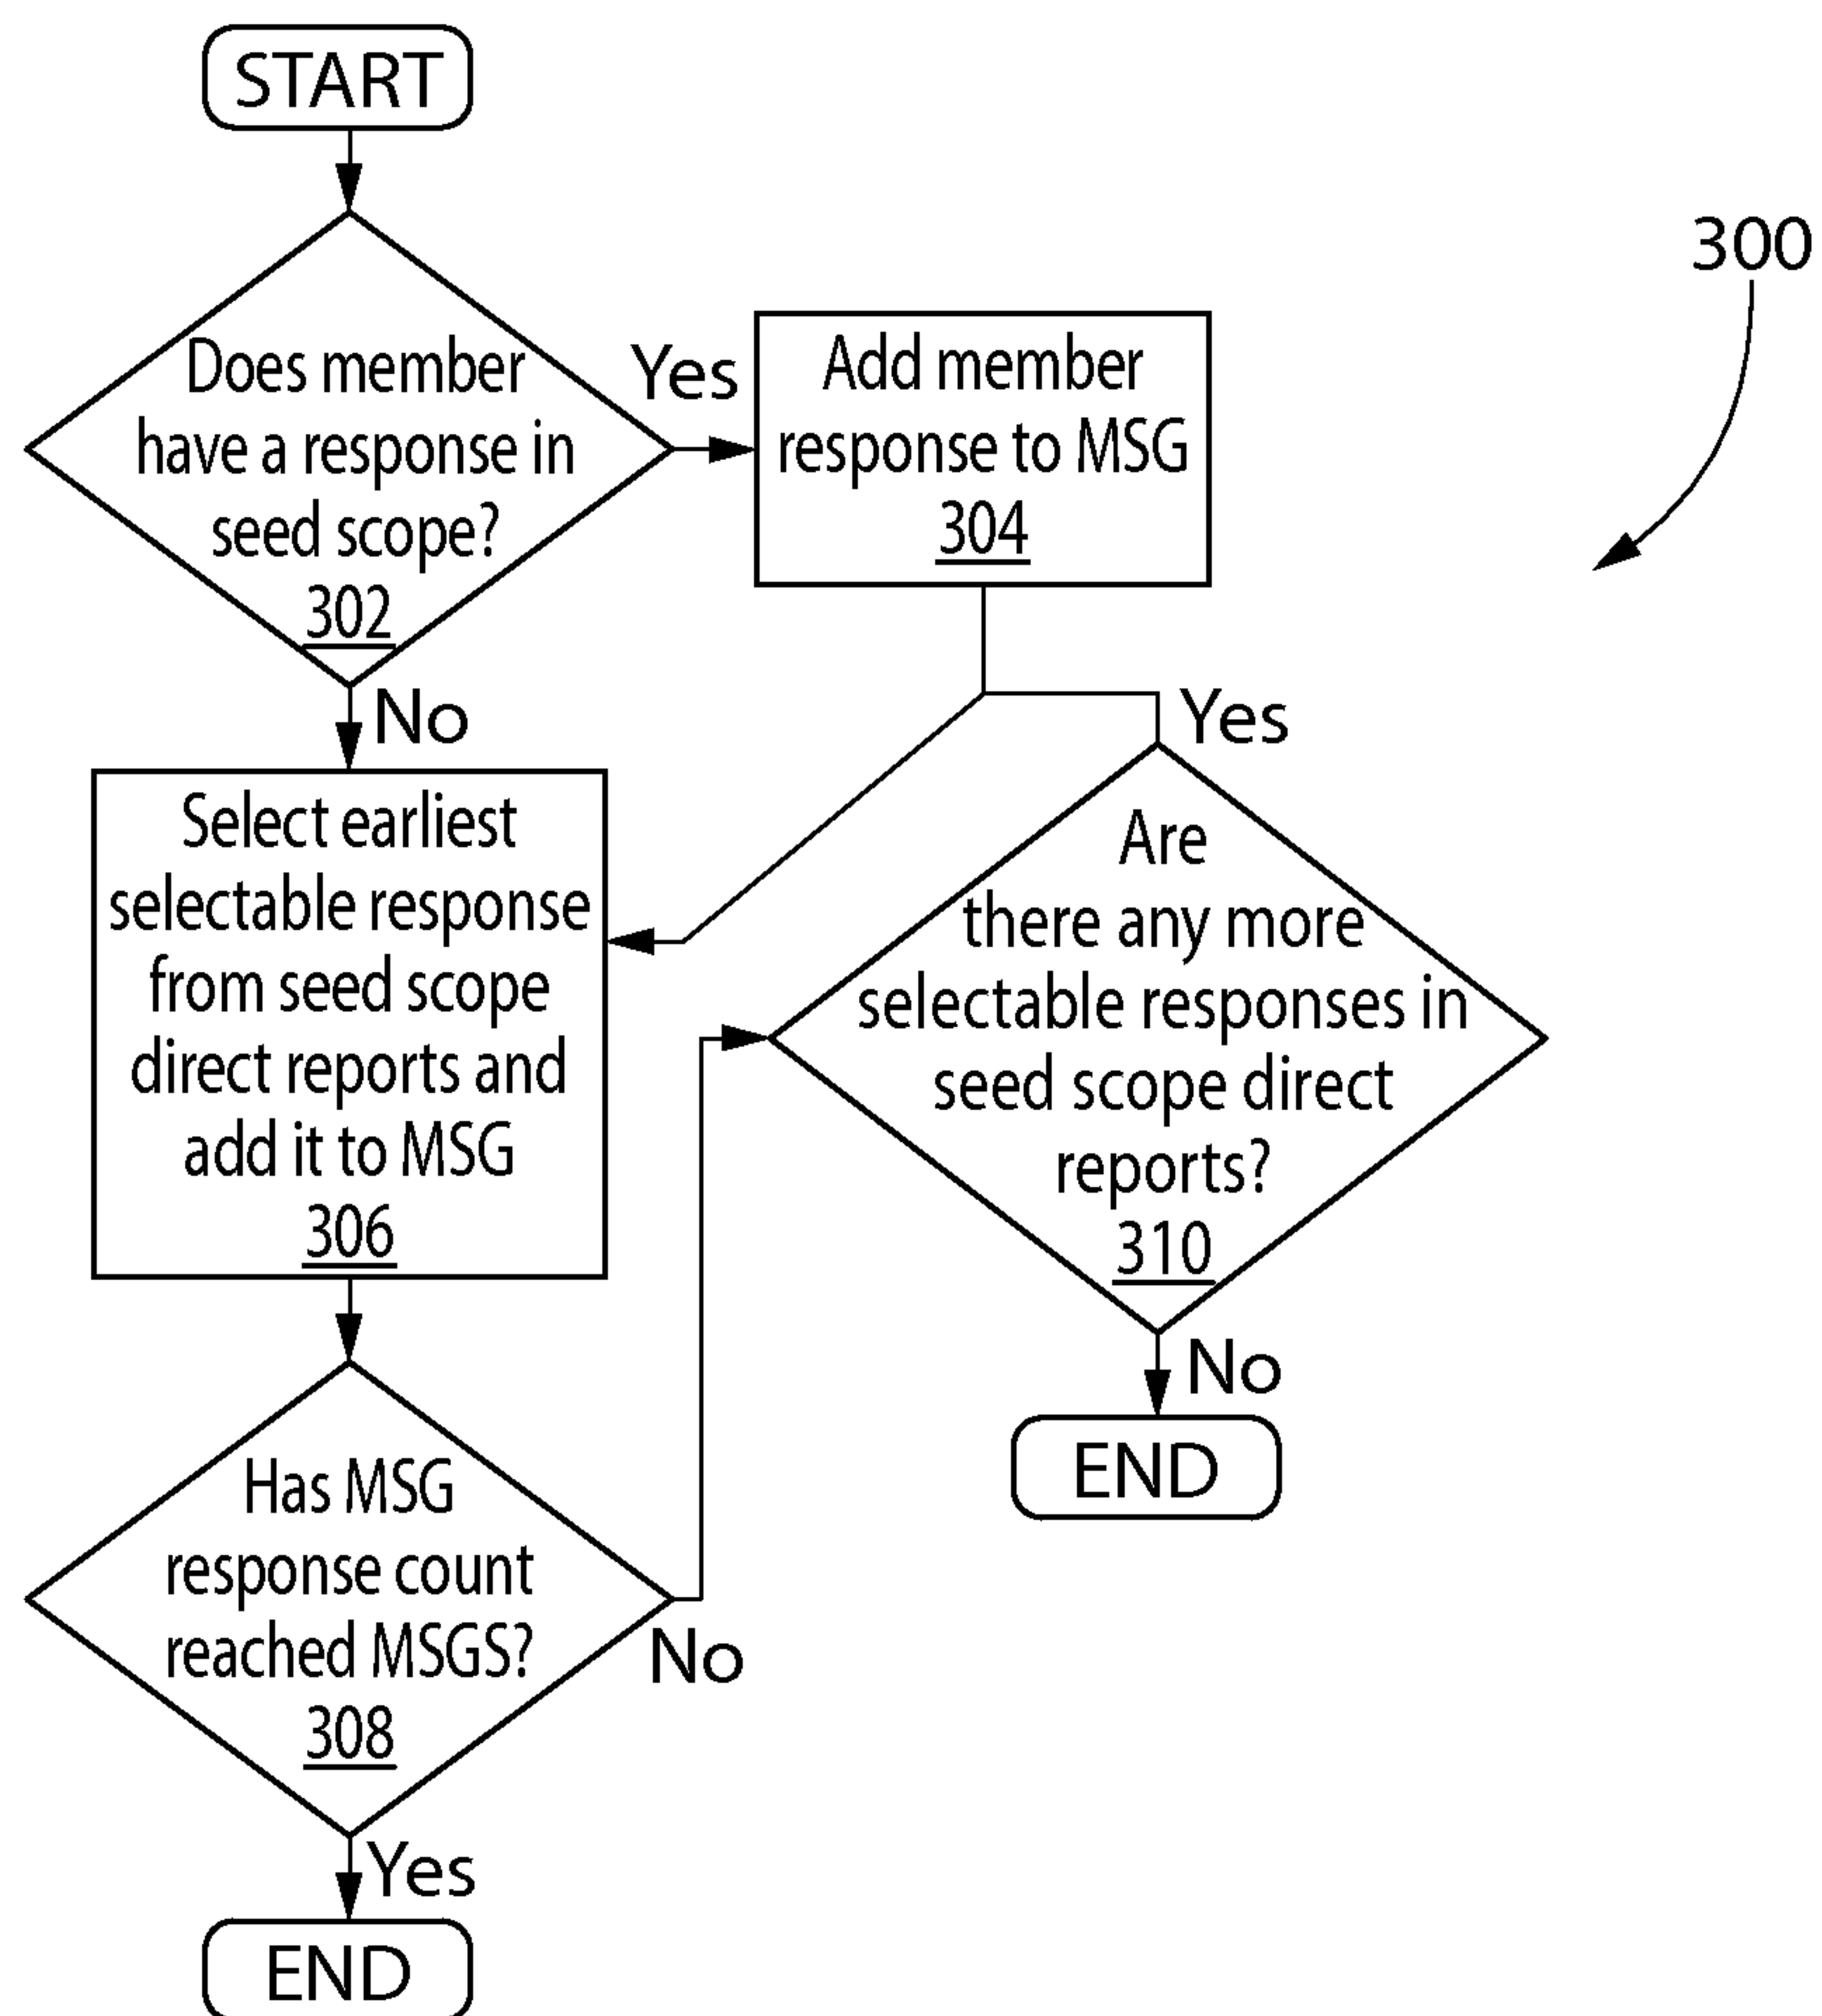 START
300
Does member
have a response in
seed scope?
302
Yes
Add member
response to MSG
304
No
Select earliest
selectable response
from seed scope
direct reports and
add it to MSG
306
Yes
Are
there any more
selectable responses in
seed scope direct
reports?
310
No
END
Has MSG
response count
reached MSGS?
308
No
Yes
END